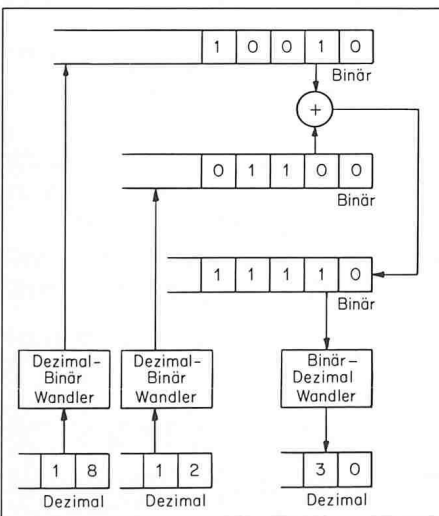 1 0 0 1 0
Binär
+
0 1 1 0 0
Binär
1 1 1 1 0
Binär
Dezimal-
Binär
Wandler
Dezimal-
Binär
Wandler
Binär-
Dezimal
Wandler
1 8
1 2
3 0
Dezimal
Dezimal
Dezimal